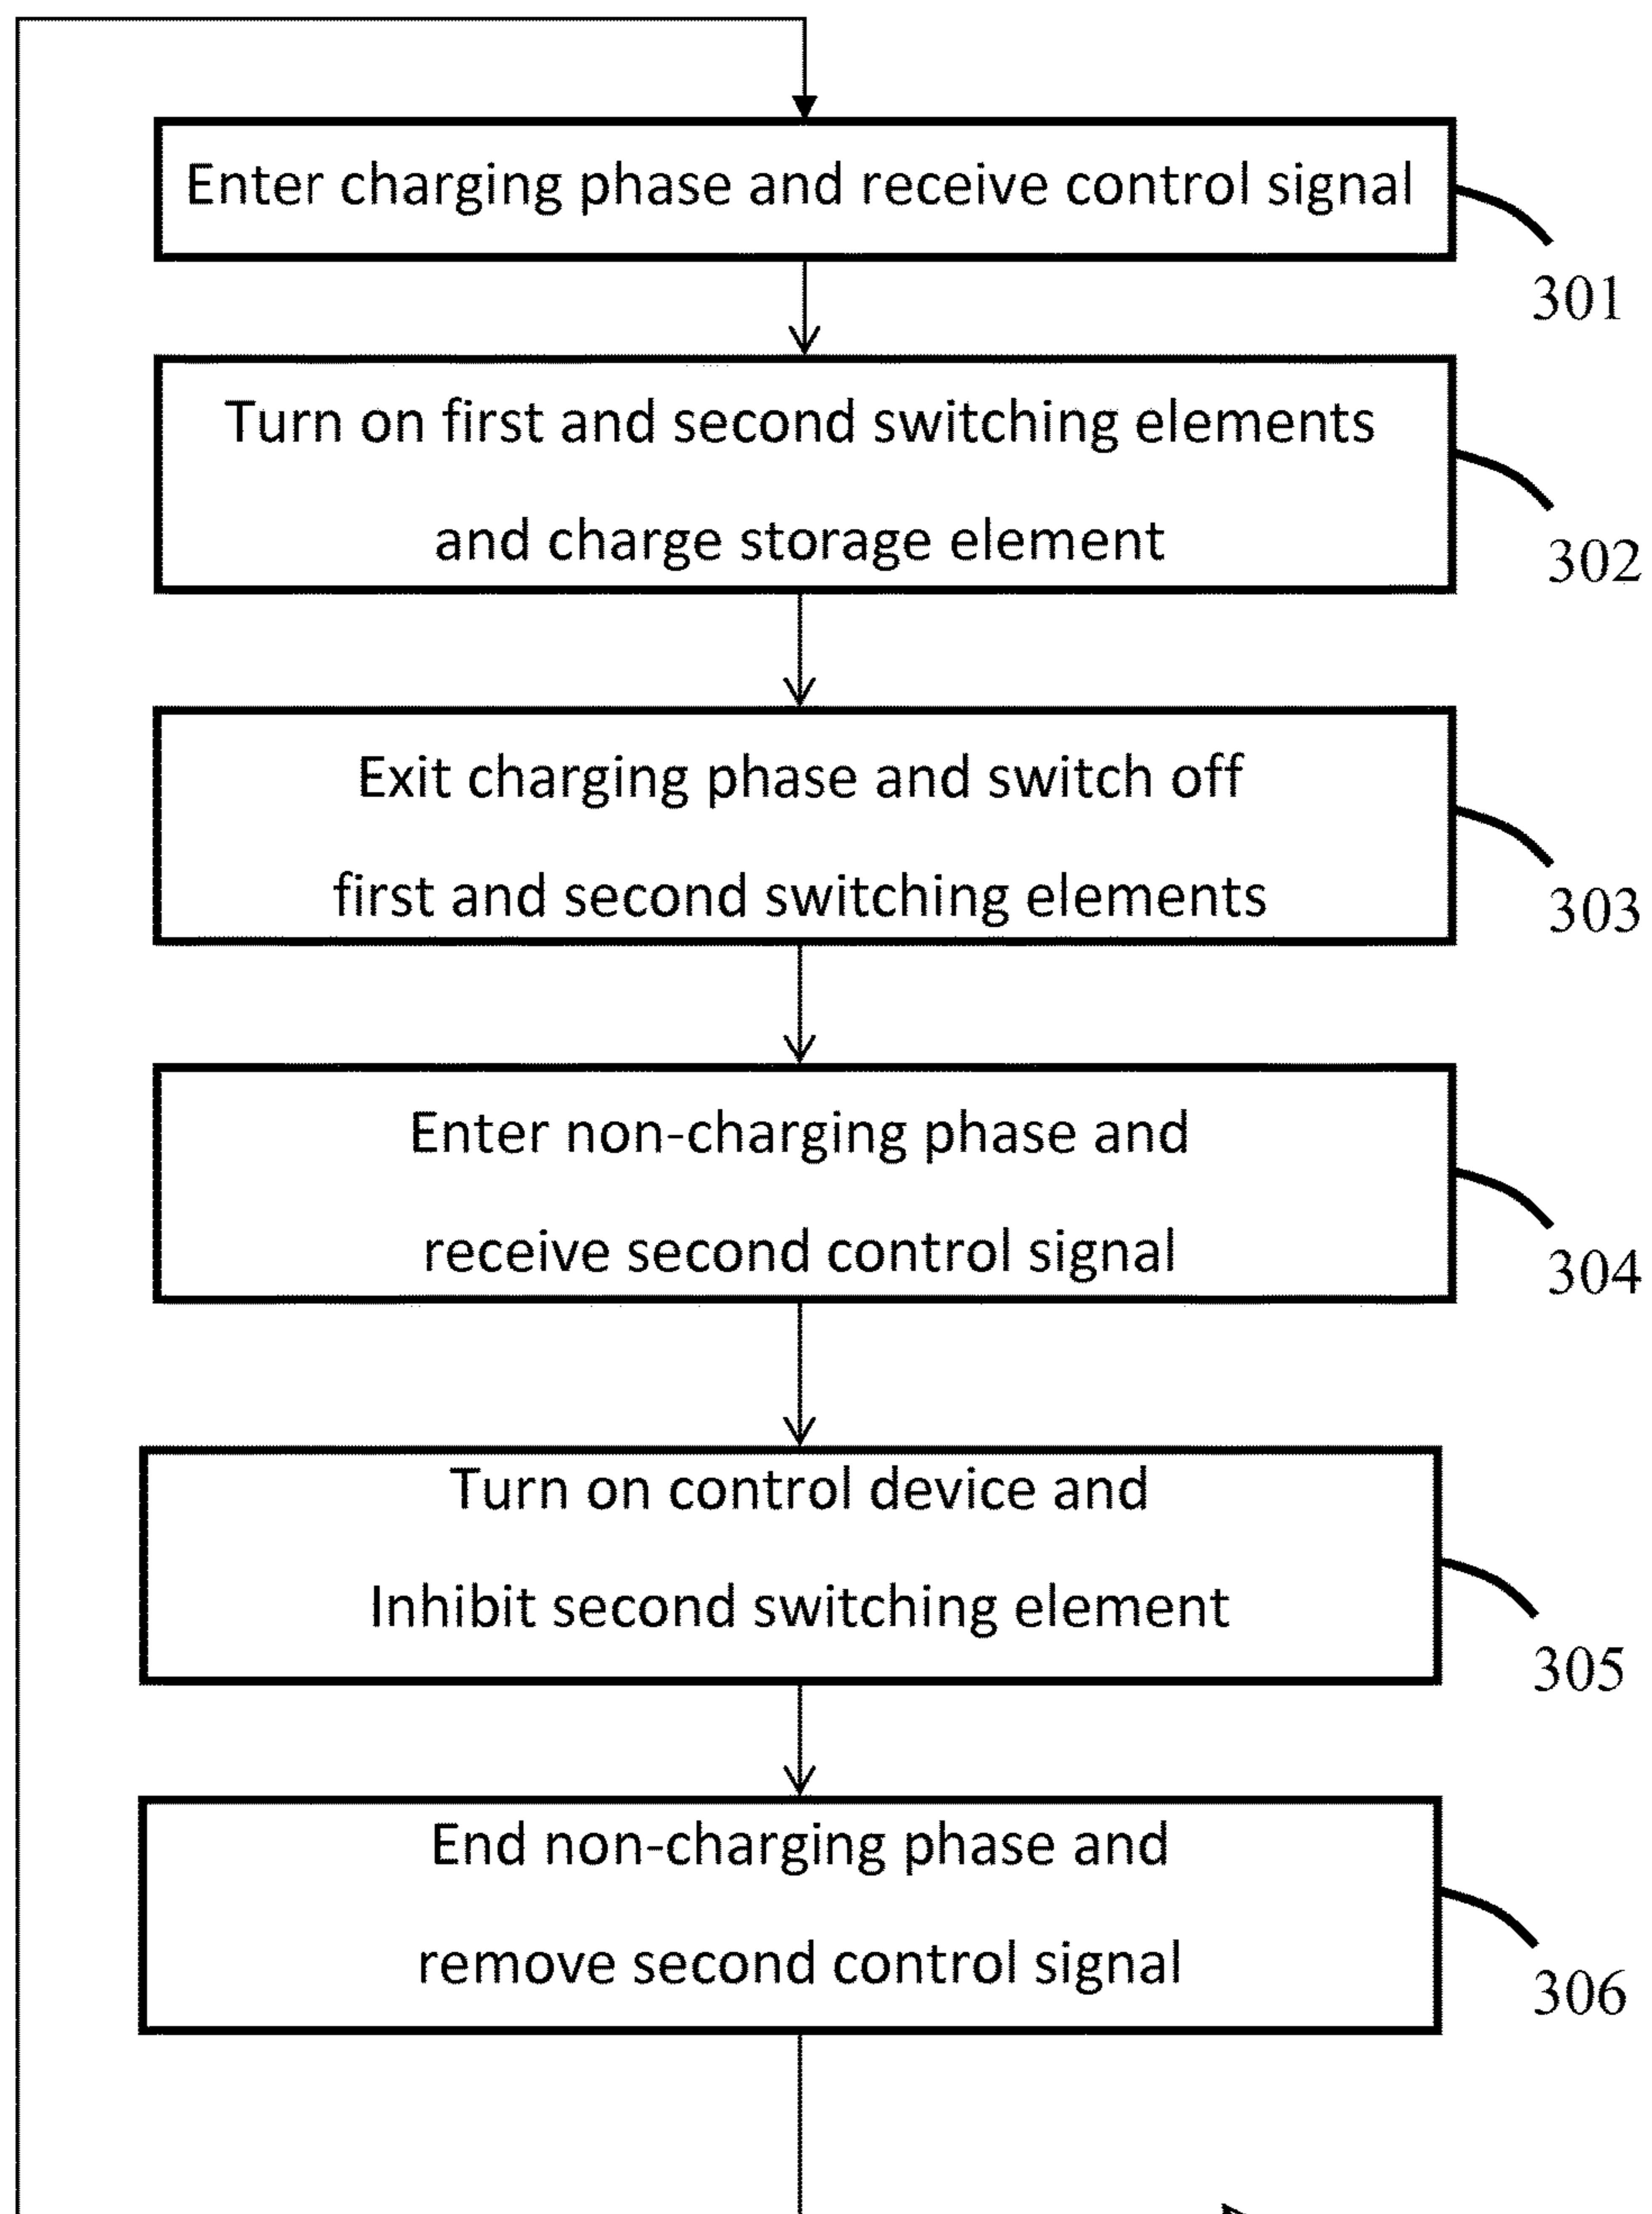 Enter charging phase and receive control signal
301
Turn on first and second switching elements
and charge storage element
302
Exit charging phase and switch off
first and second switching elements
303
Enter non-charging phase and
receive second control signal
304
Turn on control device and
Inhibit second switching element
305
End non-charging phase and
remove second control signal
306